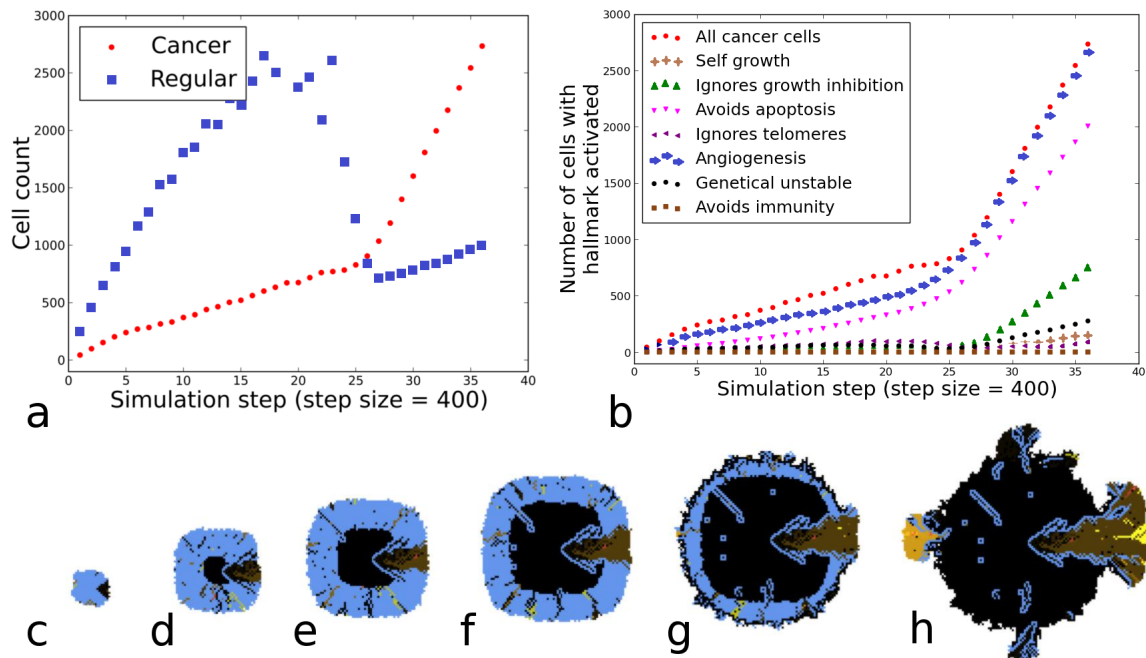 3000
2500
2000
1500
1000
500
0
Cell count
Cancer
Regular
0 5 10 15 20 25 30 35 40
Simulation step (step size = 400)
a
3000
2500
2000
1500
1000
500
0
Number of cells with
hallmark activated
All cancer cells
Self growth
Ignores growth inhibition
Avoids apoptosis
Ignores telomeres
Angiogenesis
Genetical unstable
Avoids immunity
0 5 10 15 20 25 30 35 40
Simulation step (step size = 400)
b
c d e f g h